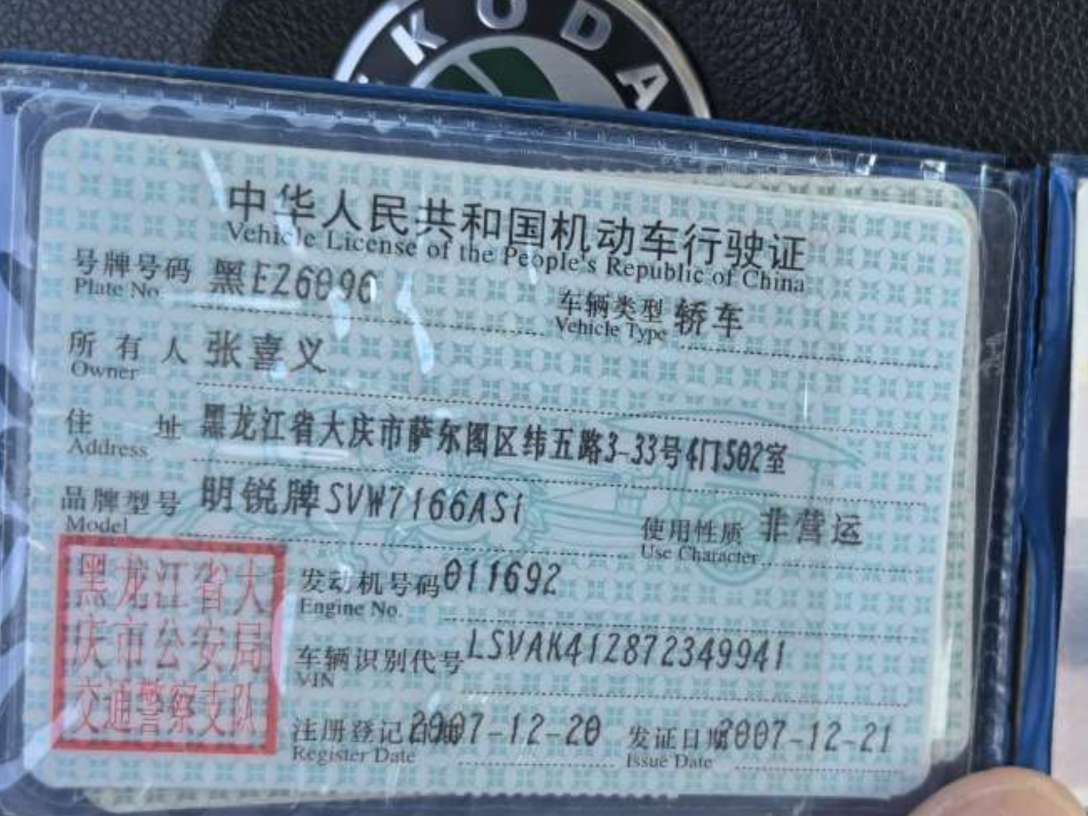 KODA
中华人民共和国机动车行驶证
Vehicle License of the People's Republic of China
号牌号码 黑EZ6096
Plate No.
车辆类型 轿车
Vehicle Type
所有人 张喜义
Owner
住址 黑龙江省大庆市萨尔图区纬五路3-33号4门502室
Address
品牌型号 明锐牌SVW7166ASi
Model
使用性质 非营运
Use Character
黑龙江省大
庆市公安局
交通警察支队
发动机号码 011692
Engine No.
车辆识别代号 LSVAK412872349941
VIN
注册登记日期 2007-12-20
Register Date
发证日期 2007-12-21
Issue Date